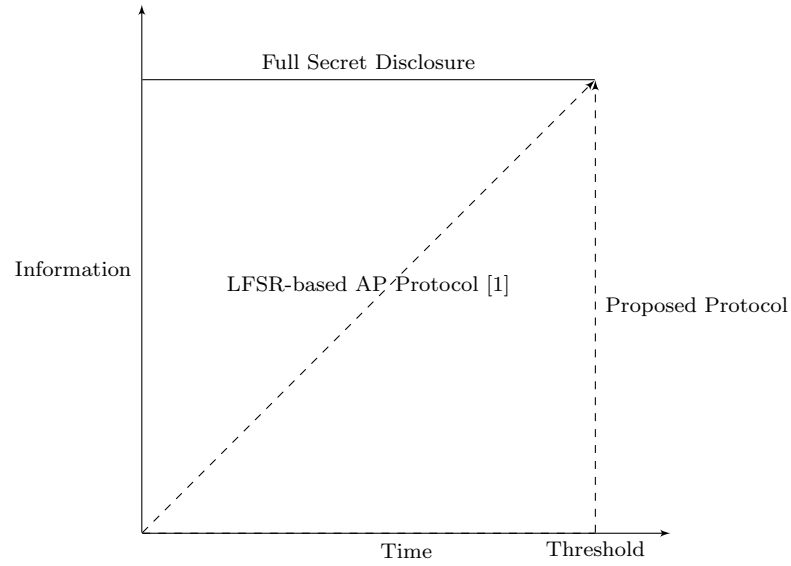 Full Secret Disclosure
Information
LFSR-based AP Protocol [1]
Proposed Protocol
Time
Threshold